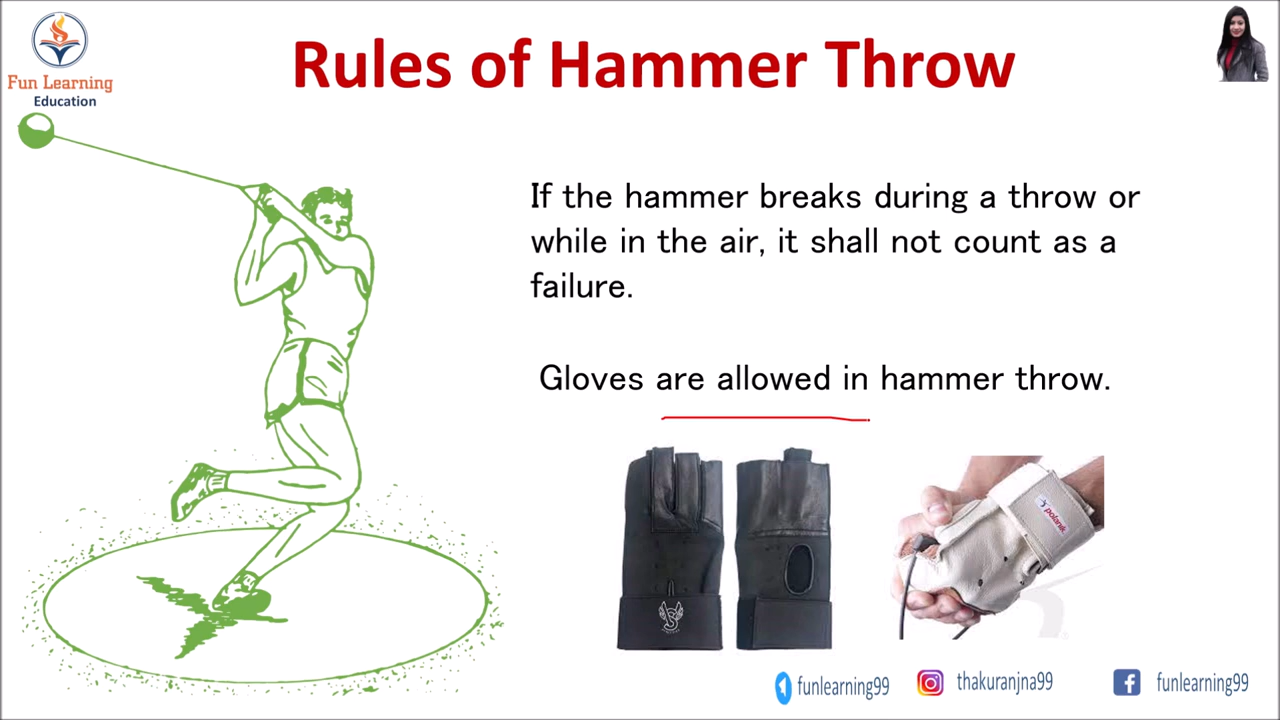 Fun Learning
Education
Rules of Hammer Throw
If the hammer breaks during a throw or
while in the air, it shall not count as a
failure.
Gloves are allowed in hammer throw.
S
polanik
funlearning99
thakuranjna99
funlearning99